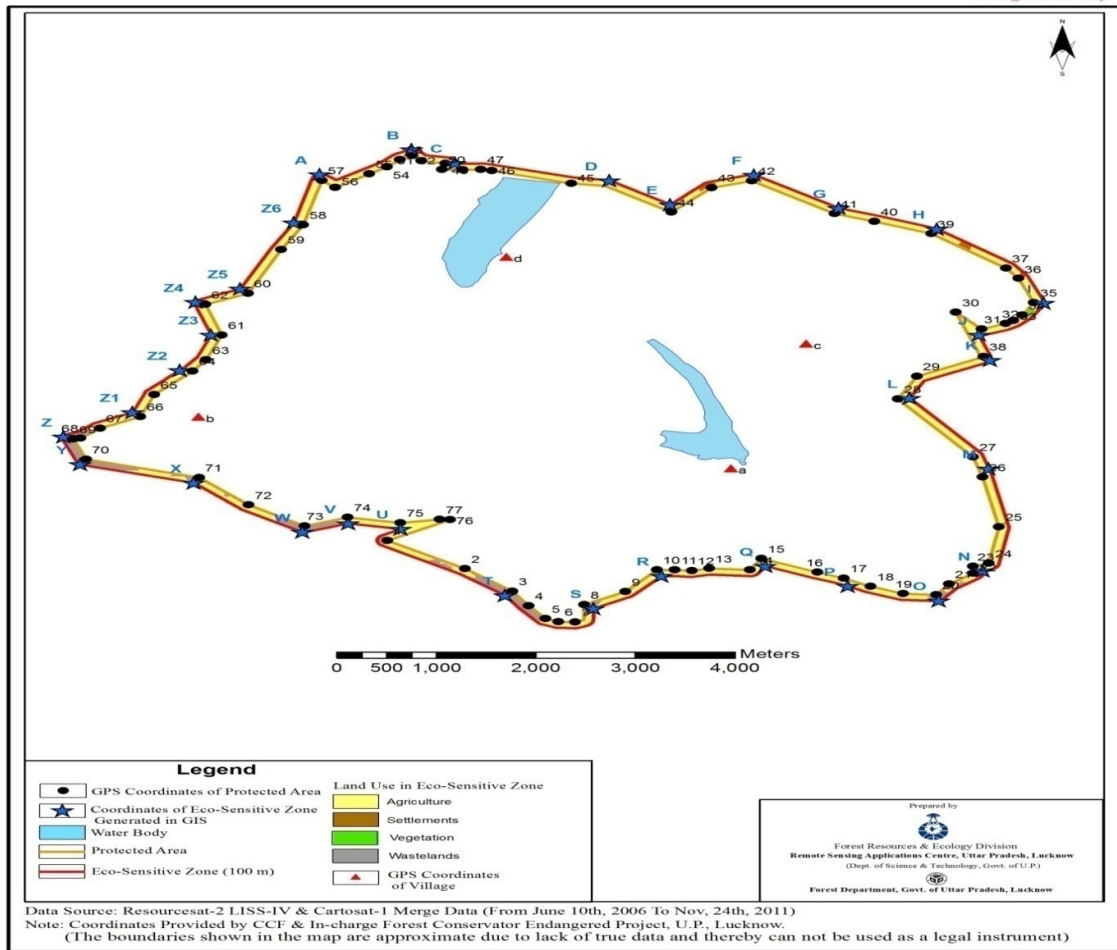 N
S
B
C
A
57
56
54
47
46
45
D
E
44
43
F
42
G
41
40
H
39
37
36
I
35
Z6
58
59
Z5
60
Z4
62
Z3
61
63
Z2
Z1
65
66
67
Z
68
69
Y
70
X
71
72
W
73
V
74
U
75
77
76
d
c
b
a
30
31
J
K
38
29
L
27
26
25
N
24
O
19
18
P
17
16
Q
15
13
12
11
10
R
9
8
S
6
5
4
3
T
2
Meters
0 500 1,000 2,000 3,000 4,000
Legend
GPS Coordinates of Protected Area
Coordinates of Eco-Sensitive Zone
Generated in GIS
Water Body
Protected Area
Eco-Sensitive Zone (100 m)
Land Use in Eco-Sensitive Zone
Agriculture
Settlements
Vegetation
Wastelands
GPS Coordinates
of Village
Prepared by
Forest Resources & Ecology Division
Remote Sensing Applications Centre, Uttar Pradesh, Lucknow
(Dept. of Science & Technology, Govt. of U.P.)
Forest Department, Govt. of Uttar Pradesh, Lucknow
Data Source: Resourcesat-2 LISS-IV & Cartosat-1 Merge Data (From June 10th, 2006 To Nov, 24th, 2011)
Note: Coordinates Provided by CCF & In-charge Forest Conservator Endangered Project, U.P., Lucknow.
(The boundaries shown in the map are approximate due to lack of true data and thereby can not be used as a legal instrument)